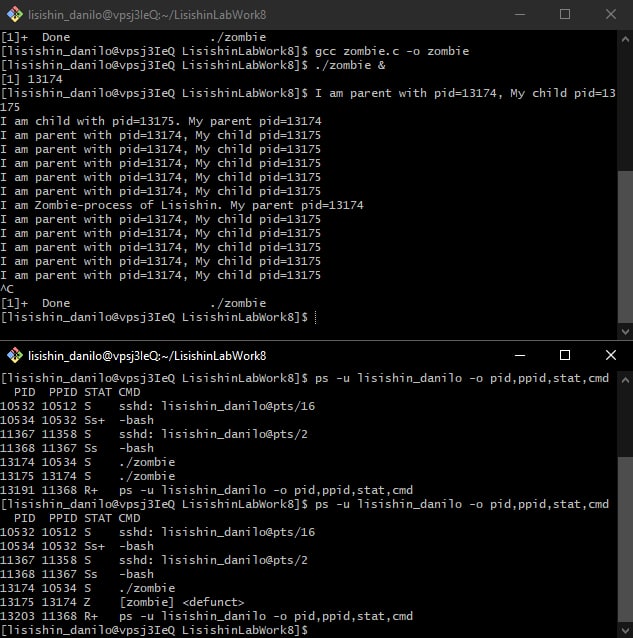 lisishin_danilo@vpsj3IeQ:~/LisishinLabWork8
[1]+  Done                    ./zombie
[lisishin_danilo@vpsj3IeQ LisishinLabWork8]$ gcc zombie.c -o zombie
[lisishin_danilo@vpsj3IeQ LisishinLabWork8]$ ./zombie &
[1] 13174
[lisishin_danilo@vpsj3IeQ LisishinLabWork8]$ I am parent with pid=13174, My child pid=13
175
I am child with pid=13175. My parent pid=13174
I am parent with pid=13174, My child pid=13175
I am parent with pid=13174, My child pid=13175
I am parent with pid=13174, My child pid=13175
I am parent with pid=13174, My child pid=13175
I am parent with pid=13174, My child pid=13175
I am Zombie-process of Lisishin. My parent pid=13174
I am parent with pid=13174, My child pid=13175
I am parent with pid=13174, My child pid=13175
I am parent with pid=13174, My child pid=13175
I am parent with pid=13174, My child pid=13175
I am parent with pid=13174, My child pid=13175
^C
[1]+  Done                    ./zombie
[lisishin_danilo@vpsj3IeQ LisishinLabWork8]$
lisishin_danilo@vpsj3IeQ:~/LisishinLabWork8
[lisishin_danilo@vpsj3IeQ LisishinLabWork8]$ ps -u lisishin_danilo -o pid,ppid,stat,cmd
  PID  PPID STAT CMD
10532 10512 S    sshd: lisishin_danilo@pts/16
10534 10532 Ss+  -bash
11367 11358 S    sshd: lisishin_danilo@pts/2
11368 11367 Ss   -bash
13174 10534 S    ./zombie
13175 13174 S    ./zombie
13191 11368 R+   ps -u lisishin_danilo -o pid,ppid,stat,cmd
[lisishin_danilo@vpsj3IeQ LisishinLabWork8]$ ps -u lisishin_danilo -o pid,ppid,stat,cmd
  PID  PPID STAT CMD
10532 10512 S    sshd: lisishin_danilo@pts/16
10534 10532 Ss+  -bash
11367 11358 S    sshd: lisishin_danilo@pts/2
11368 11367 Ss   -bash
13174 10534 S    ./zombie
13175 13174 Z    [zombie] <defunct>
13203 11368 R+   ps -u lisishin_danilo -o pid,ppid,stat,cmd
[lisishin_danilo@vpsj3IeQ LisishinLabWork8]$